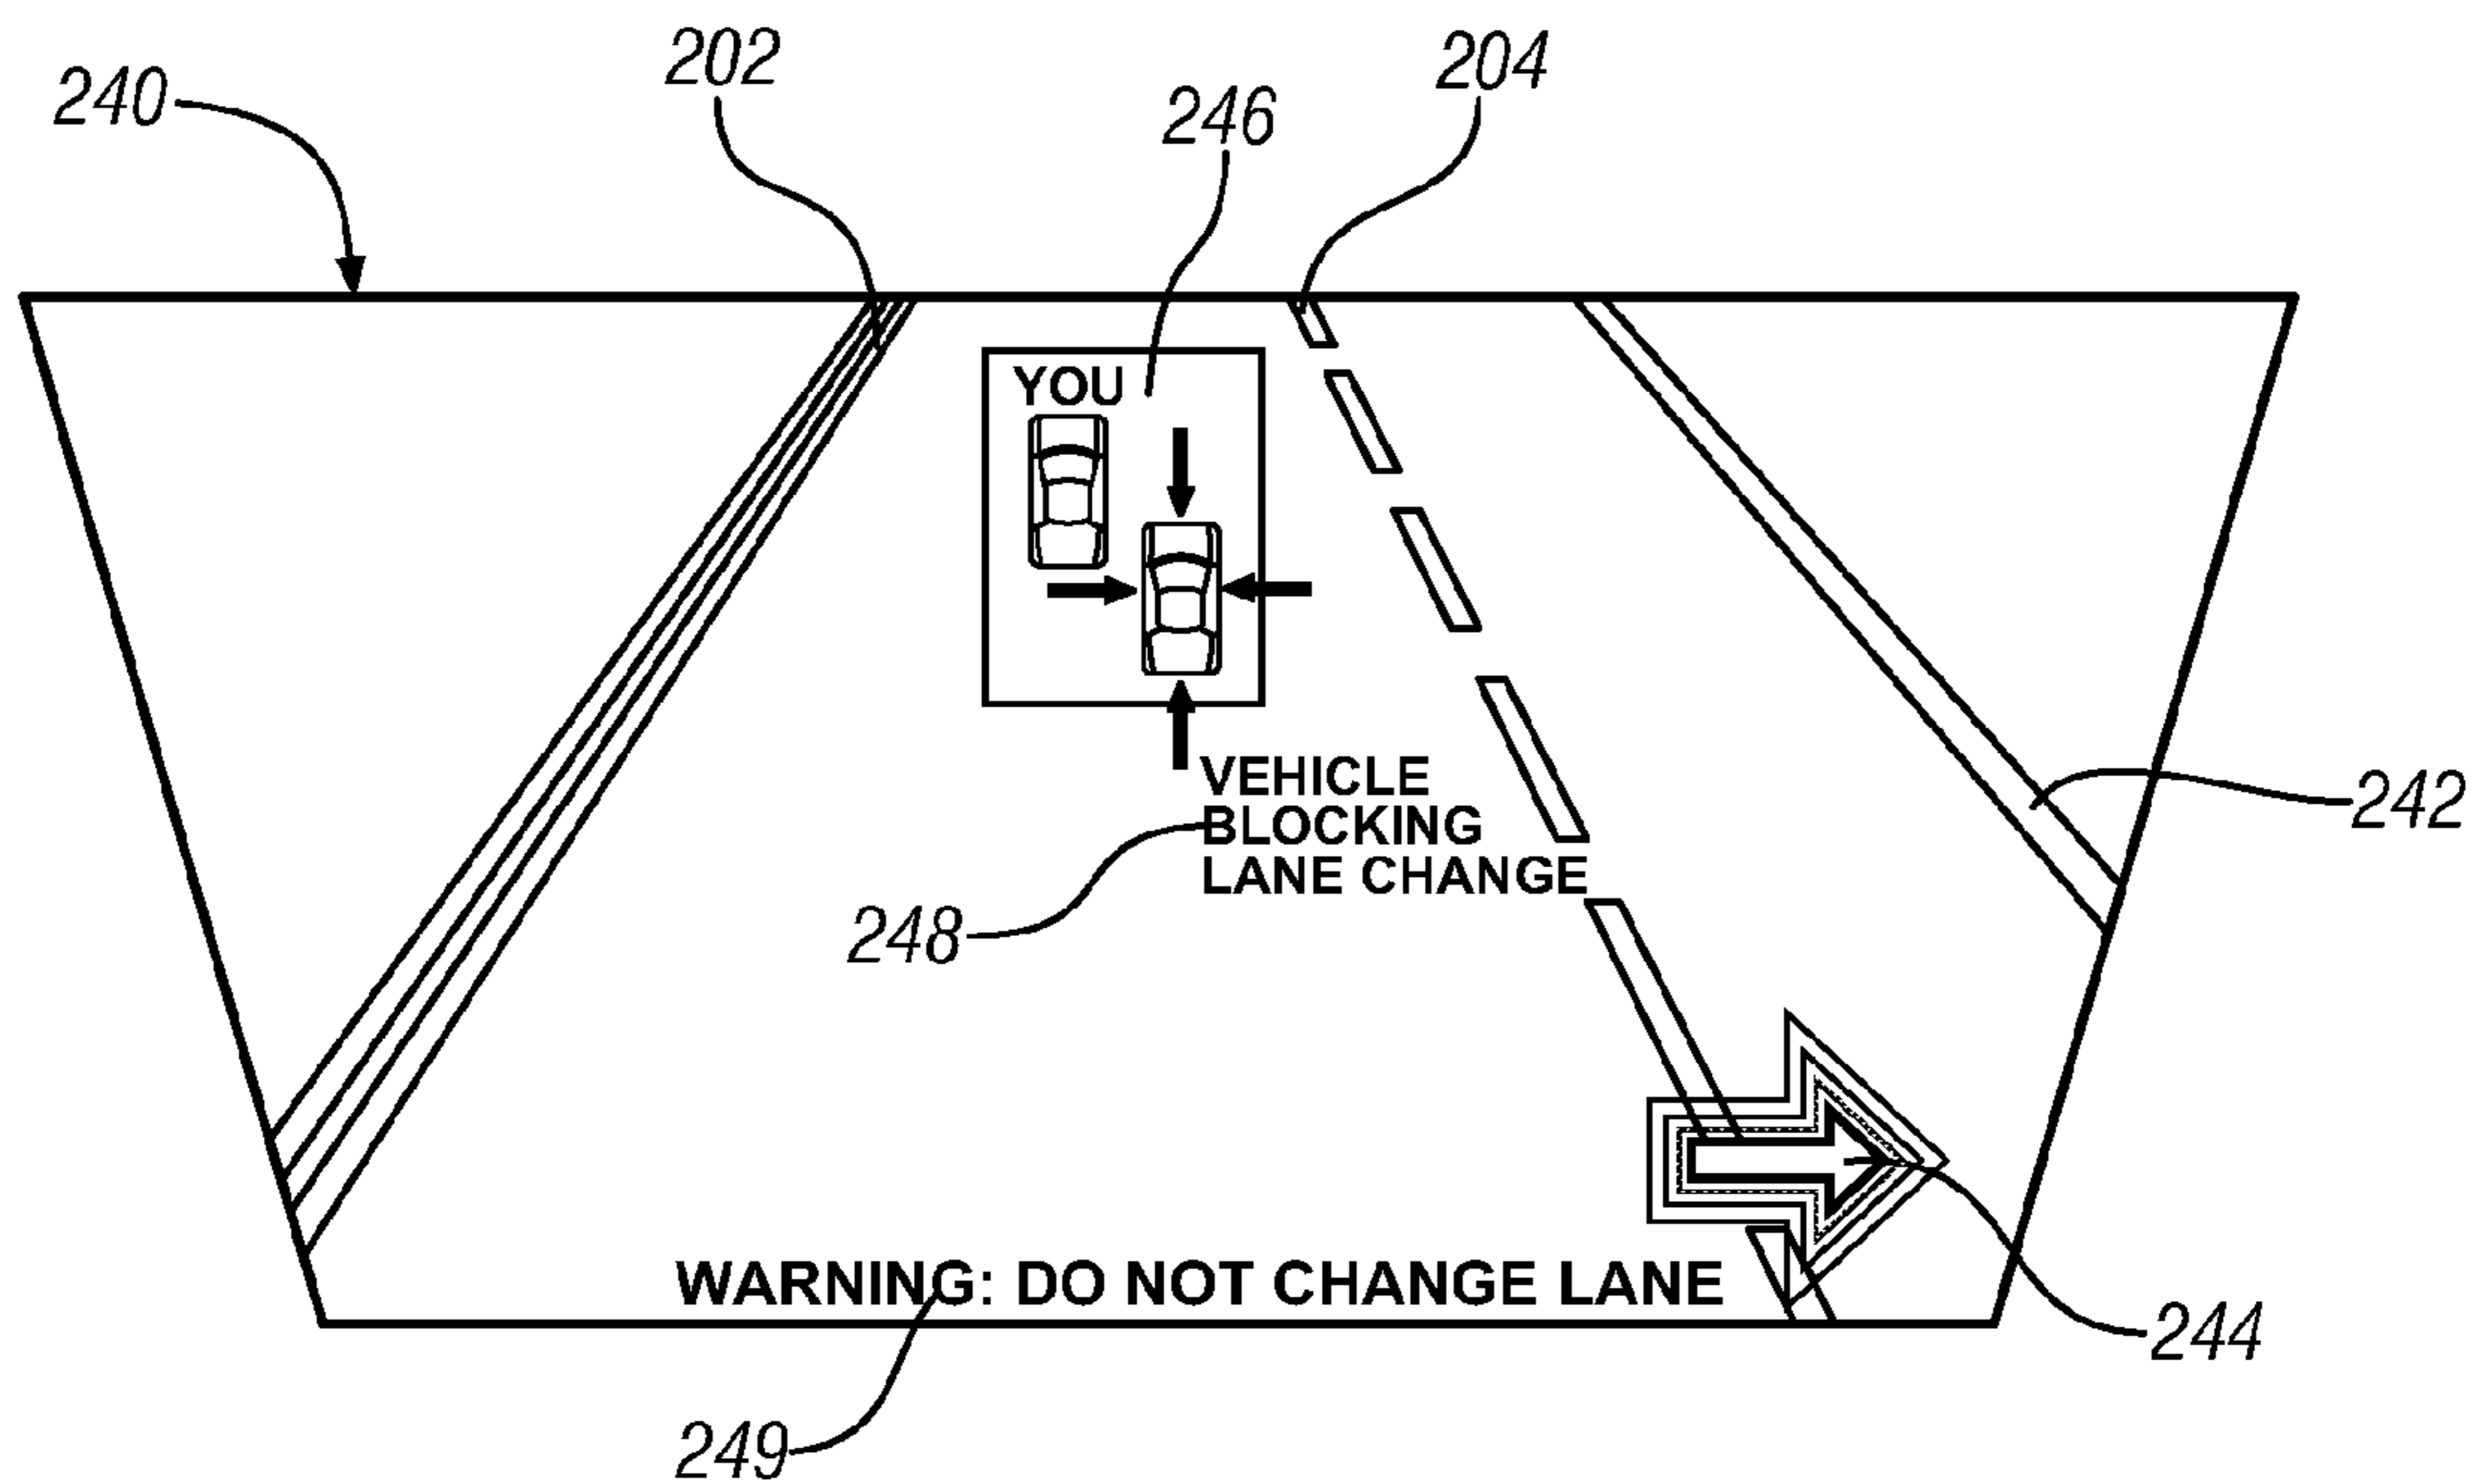 202
204
240
246
YOU
242
VEHICLE
BLOCKING
LANE CHANGE
248
WARNING: DO NOT CHANGE LANE
244
249